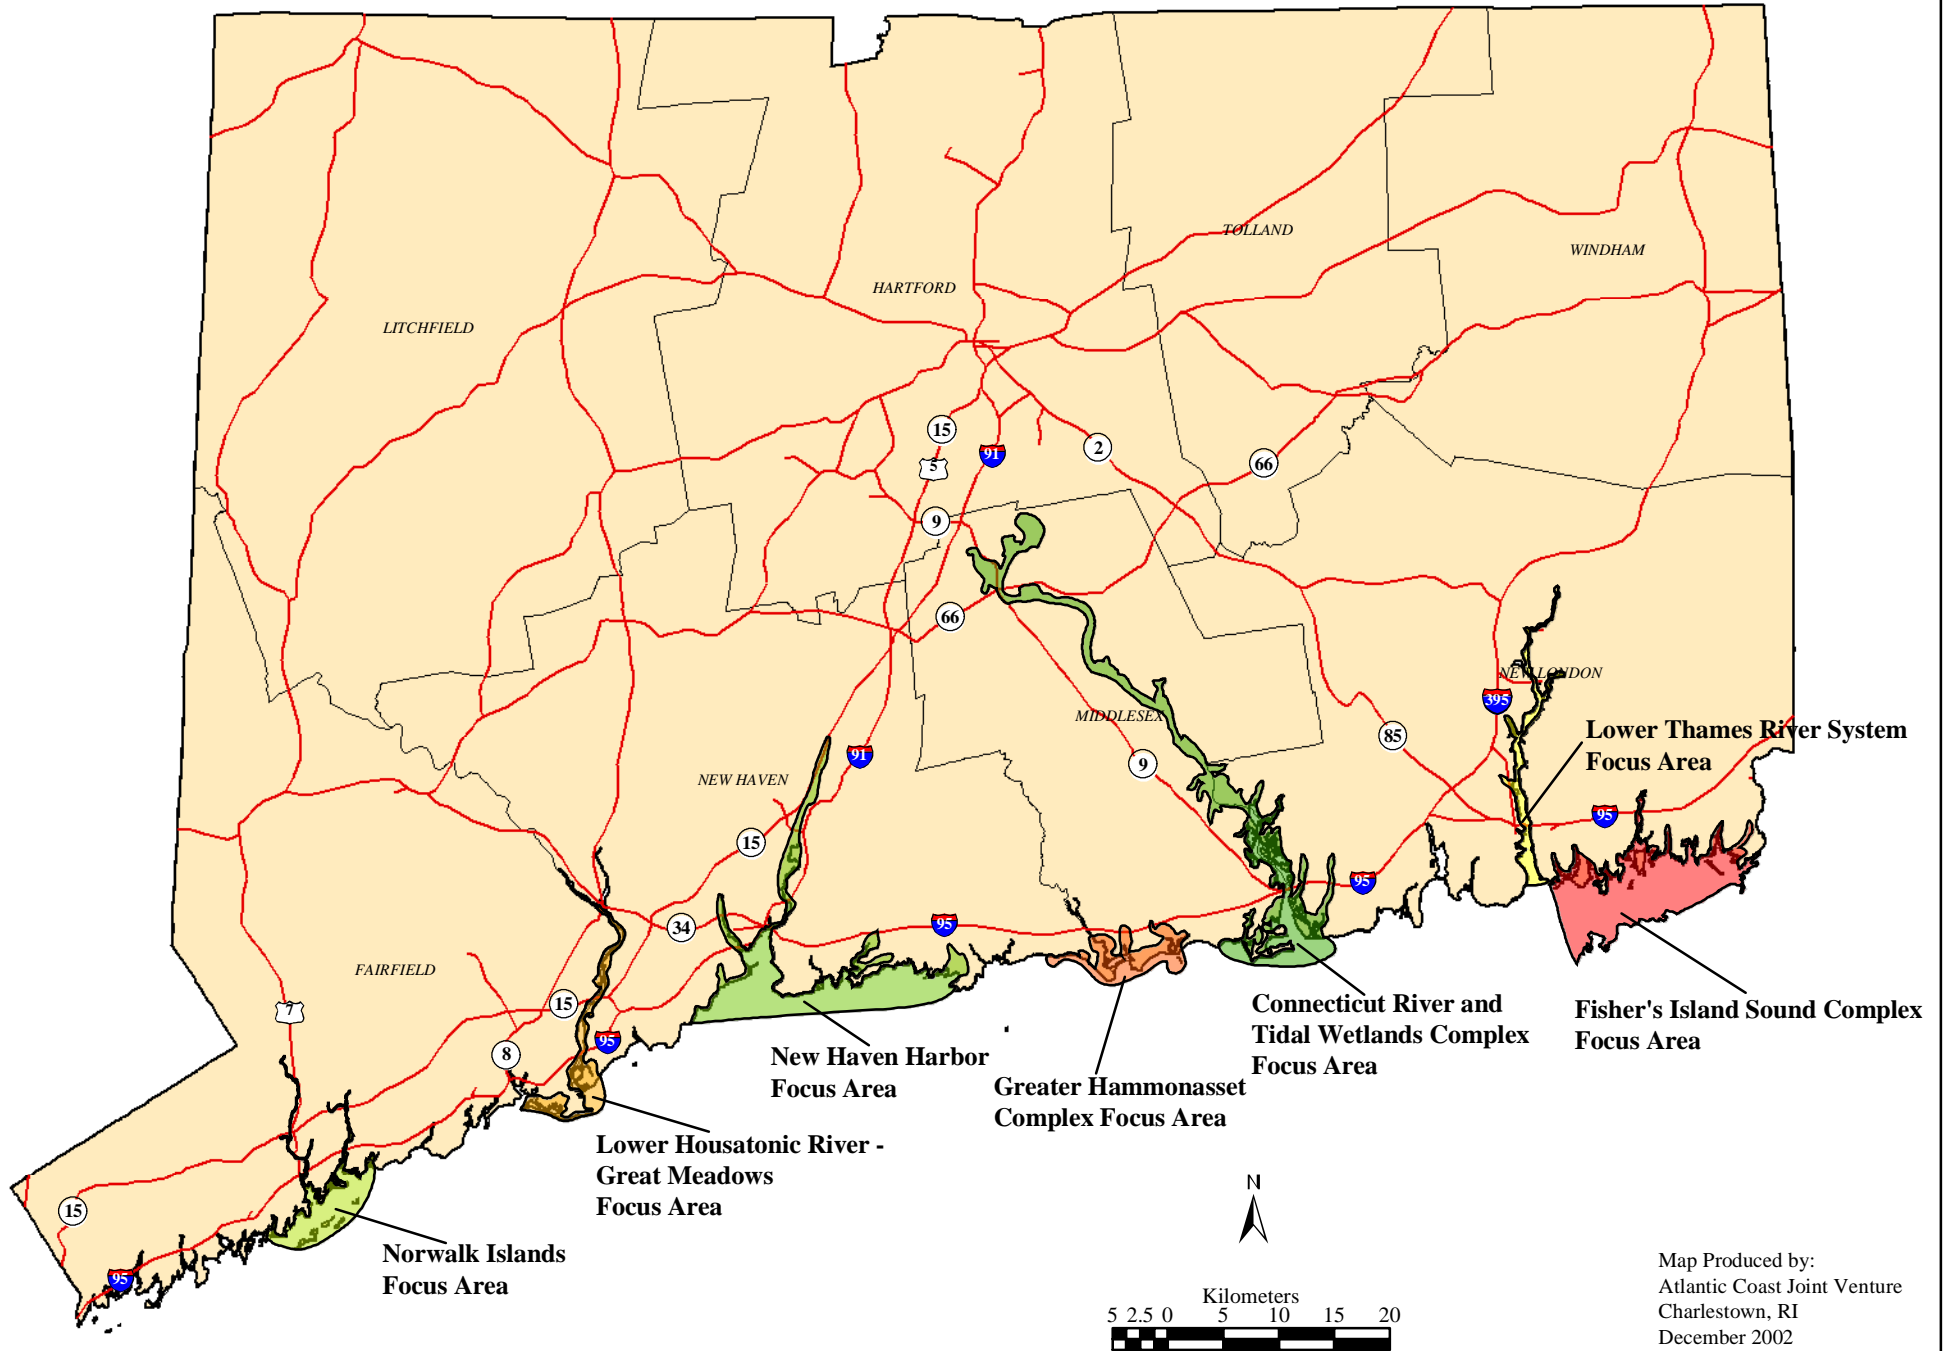 TOLLAND
WINDHAM
HARTFORD
LITCHFIELD
15
2
91
5
66
9
66
NEW LONDON
395
MIDDLESEX
Lower Thames River System
Focus Area
85
91
9
NEW HAVEN
95
15
95
95
34
FAIRFIELD
15
7
95
8
Connecticut River and
Tidal Wetlands Complex
Focus Area
Fisher's Island Sound Complex
Focus Area
New Haven Harbor
Focus Area
Greater Hammonasset
Complex Focus Area
Lower Housatonic River -
Great Meadows
Focus Area
N
15
Norwalk Islands
Focus Area
95
Kilometers
5 2.5 0 5 10 15 20
Map Produced by:
Atlantic Coast Joint Venture
Charlestown, RI
December 2002